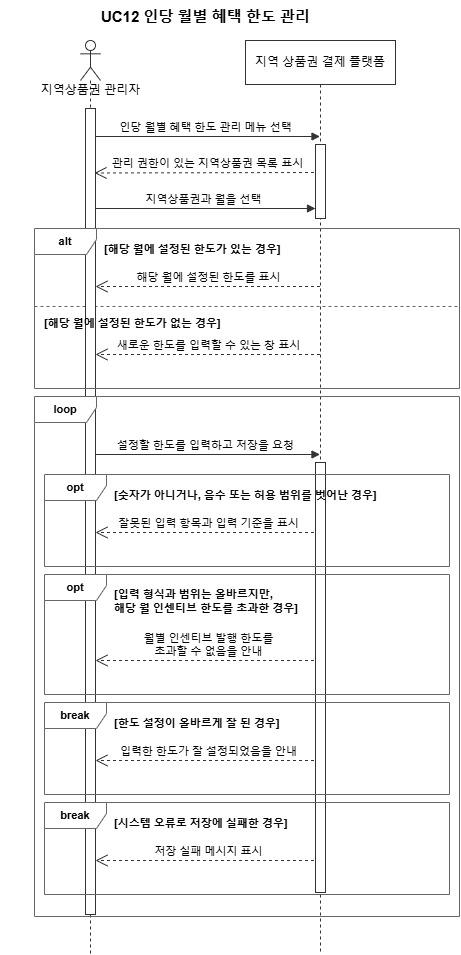 UC12 인당 월별 혜택 한도 관리
지역상품권 관리자
지역 상품권 결제 플랫폼
인당 월별 혜택 한도 관리 메뉴 선택
관리 권한이 있는 지역상품권 목록 표시
지역상품권과 월을 선택
alt
[해당 월에 설정된 한도가 있는 경우]
해당 월에 설정된 한도를 표시
[해당 월에 설정된 한도가 없는 경우]
새로운 한도를 입력할 수 있는 창 표시
loop
설정할 한도를 입력하고 저장을 요청
opt
[숫자가 아니거나, 음수 또는 허용 범위를 벗어난 경우]
잘못된 입력 항목과 입력 기준을 표시
opt
[입력 형식과 범위는 올바르지만,
해당 월 인센티브 한도를 초과한 경우]
월별 인센티브 발행 한도를
초과할 수 없음을 안내
break
[한도 설정이 올바르게 잘 된 경우]
입력한 한도가 잘 설정되었음을 안내
break
[시스템 오류로 저장에 실패한 경우]
저장 실패 메시지 표시